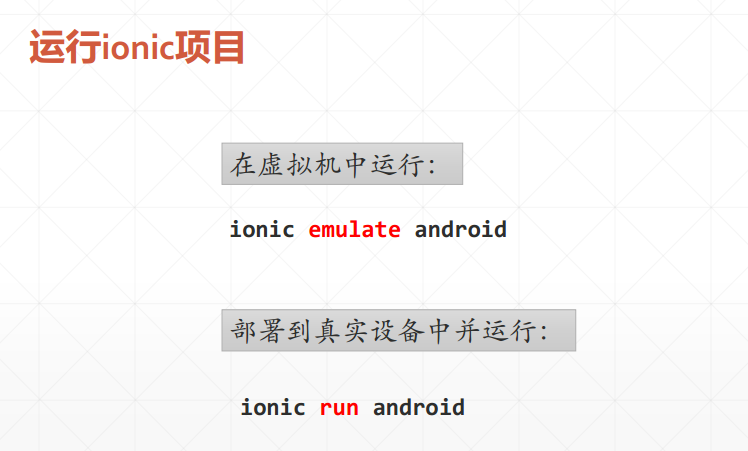 运行ionic项目
在虚拟机中运行：
ionic emulate android
部署到真实设备中并运行：
ionic run android